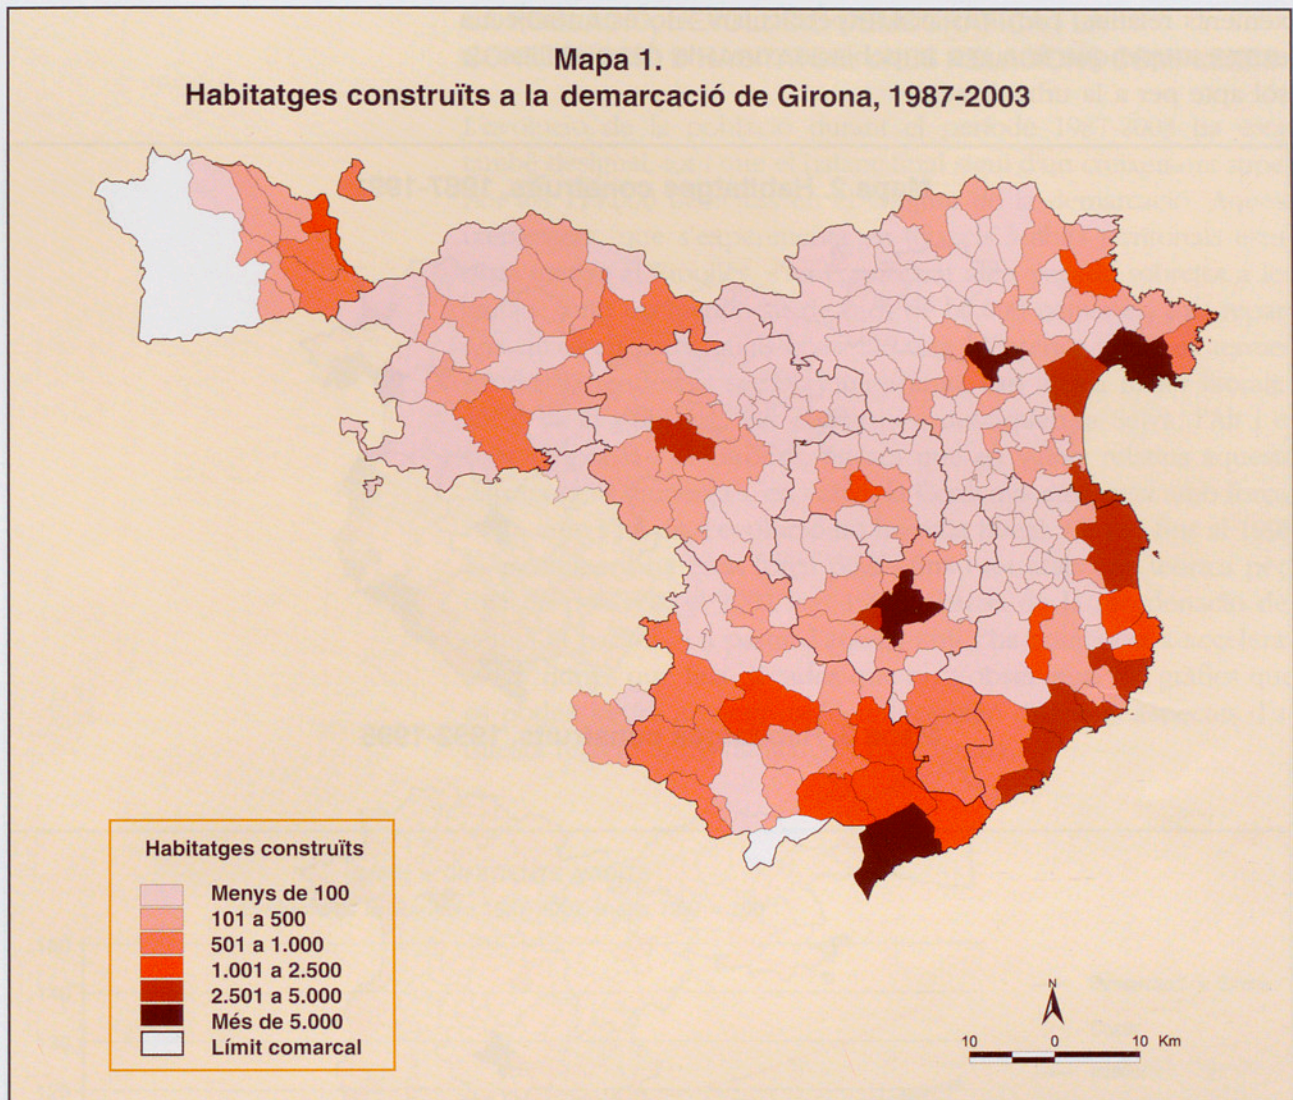 Mapa 1.
Habitatges construïts a la demarcació de Girona, 1987-2003
Habitatges construïts
Menys de 100
101 a 500
501 a 1.000
1.001 a 2.500
2.501 a 5.000
Més de 5.000
Límit comarcal
N
10 0 10 Km